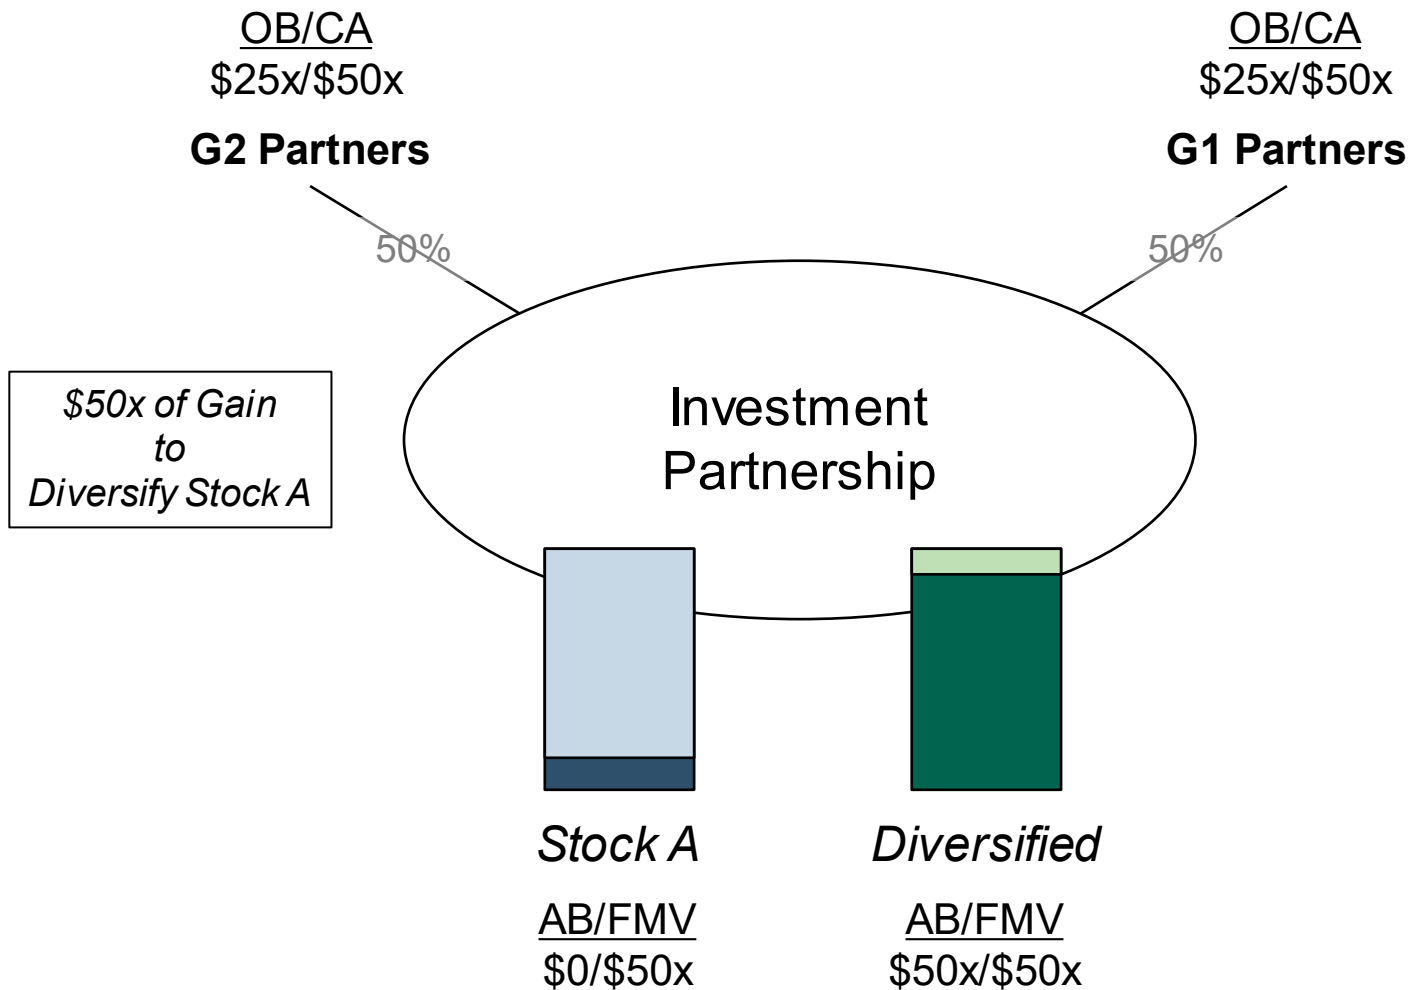 OB/CA
$25x/$50x
G2 Partners
50%
OB/CA
$25x/$50x
G1 Partners
50%
$50x of Gain
to
Diversify Stock A
Investment
Partnership
Stock A
AB/FMV
$0/$50x
Diversified
AB/FMV
$50x/$50x